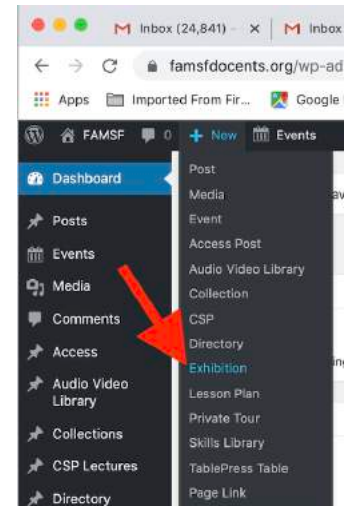 Inbox (24,841) - Inbox
famsfdocents.org/wp-ad
Apps Imported From Fir... Google
FAMSF 0 New Events
Dashboard
Posts
Events
Media
Comments
Access
Audio Video
Library
Collections
CSP Lectures
Directory
Post
Media
Event
Access Post
Audio Video Library
Collection
CSP
Directory
Exhibition
Lesson Plan
Private Tour
Skills Library
TablePress Table
Page Link